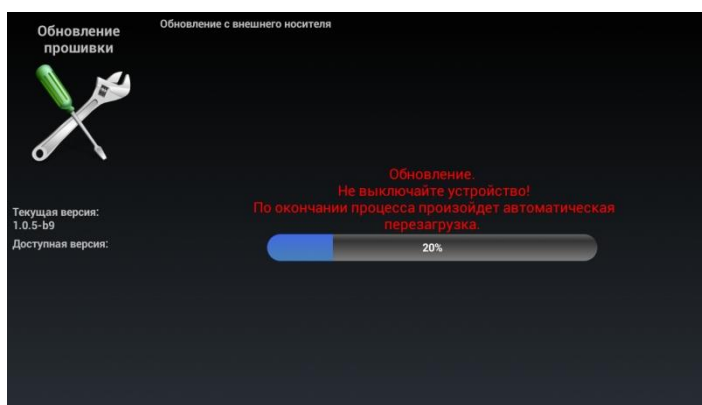 Обновление
прошивки
Обновление с внешнего носителя
Текущая версия:
1.0.5-b9
Доступная версия:
Обновление.
Не выключайте устройство!
По окончании процесса произойдет автоматическая
перезагрузка.
20%